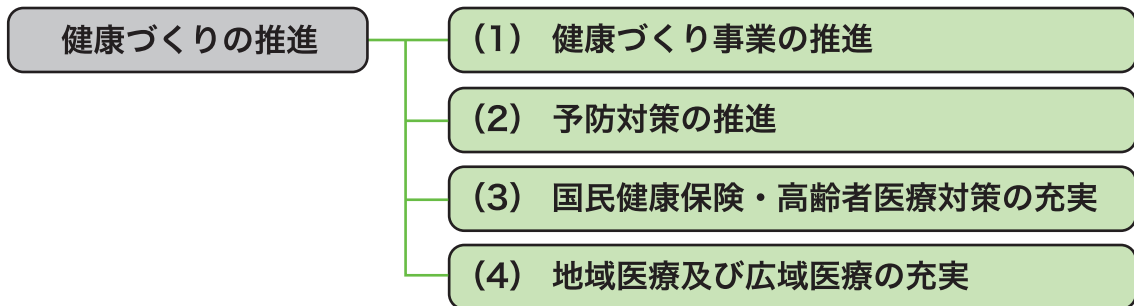 健康づくりの推進
（1） 健康づくり事業の推進
（2） 予防対策の推進
（3） 国民健康保険・高齢者医療対策の充実
（4） 地域医療及び広域医療の充実